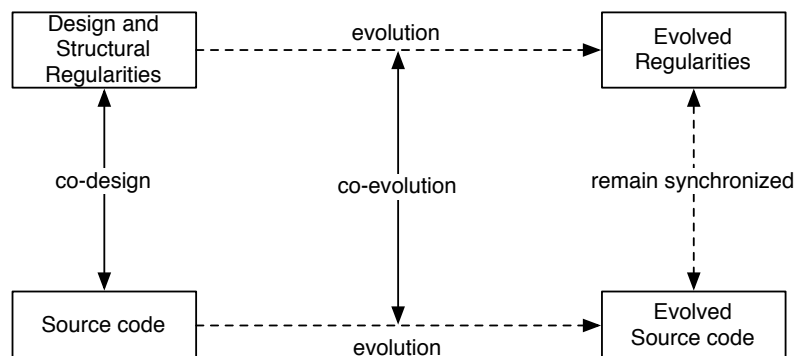 Design and
Structural
Regularities
evolution
Evolved
Regularities
co-design
co-evolution
remain synchronized
Source code
evolution
Evolved
Source code